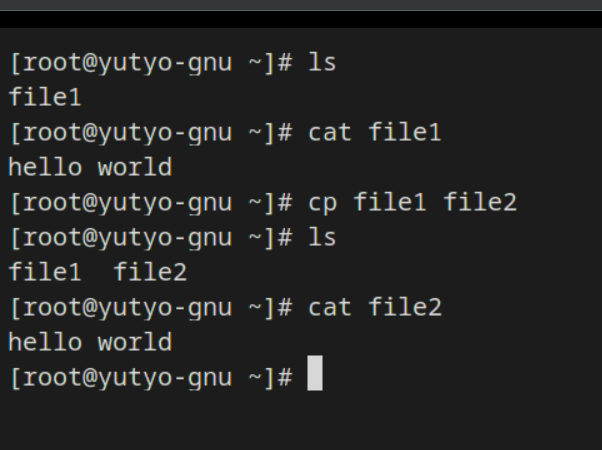 [root@yutyo-gnu ~]# ls
file1
[root@yutyo-gnu ~]# cat file1
hello world
[root@yutyo-gnu ~]# cp file1 file2
[root@yutyo-gnu ~]# ls
file1  file2
[root@yutyo-gnu ~]# cat file2
hello world
[root@yutyo-gnu ~]#